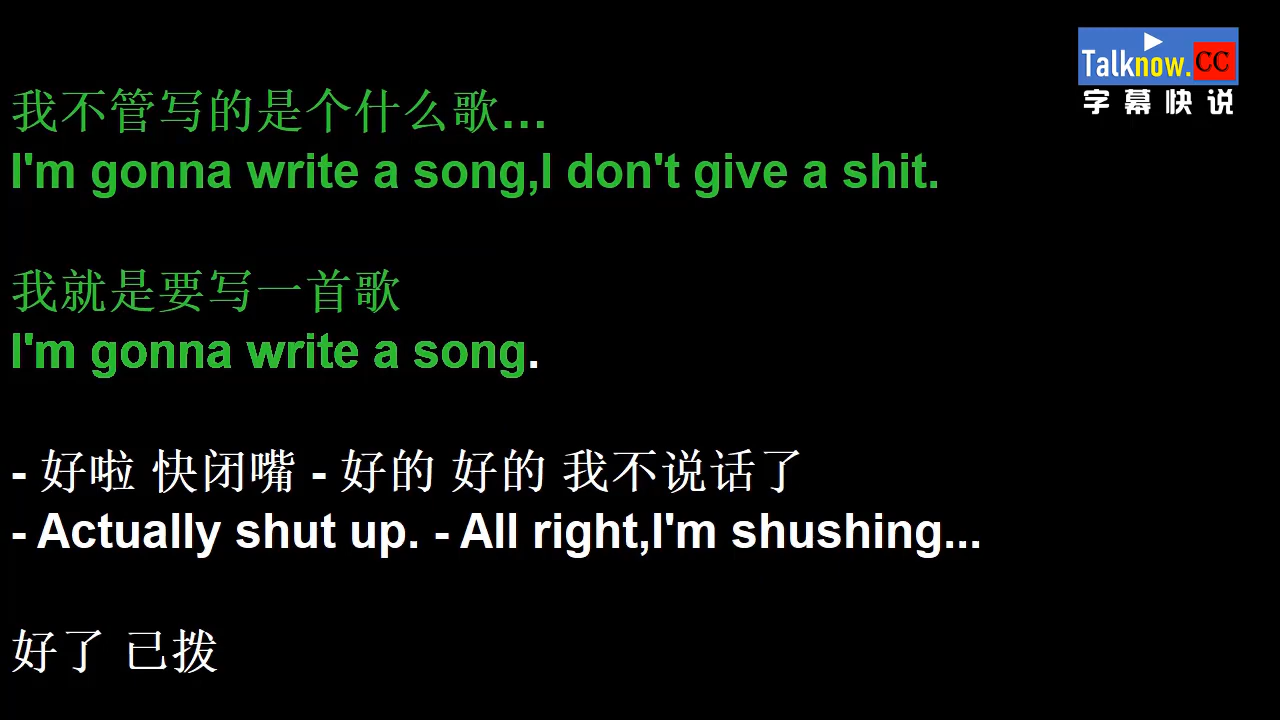 Talknow.CC
字幕快说
我不管写的是个什么歌...
I'm gonna write a song,I don't give a shit.
我就是要写一首歌
I'm gonna write a song.
- 好啦 快闭嘴 - 好的 好的 我不说话了
- Actually shut up. - All right,I'm shushing...
好了 已拨